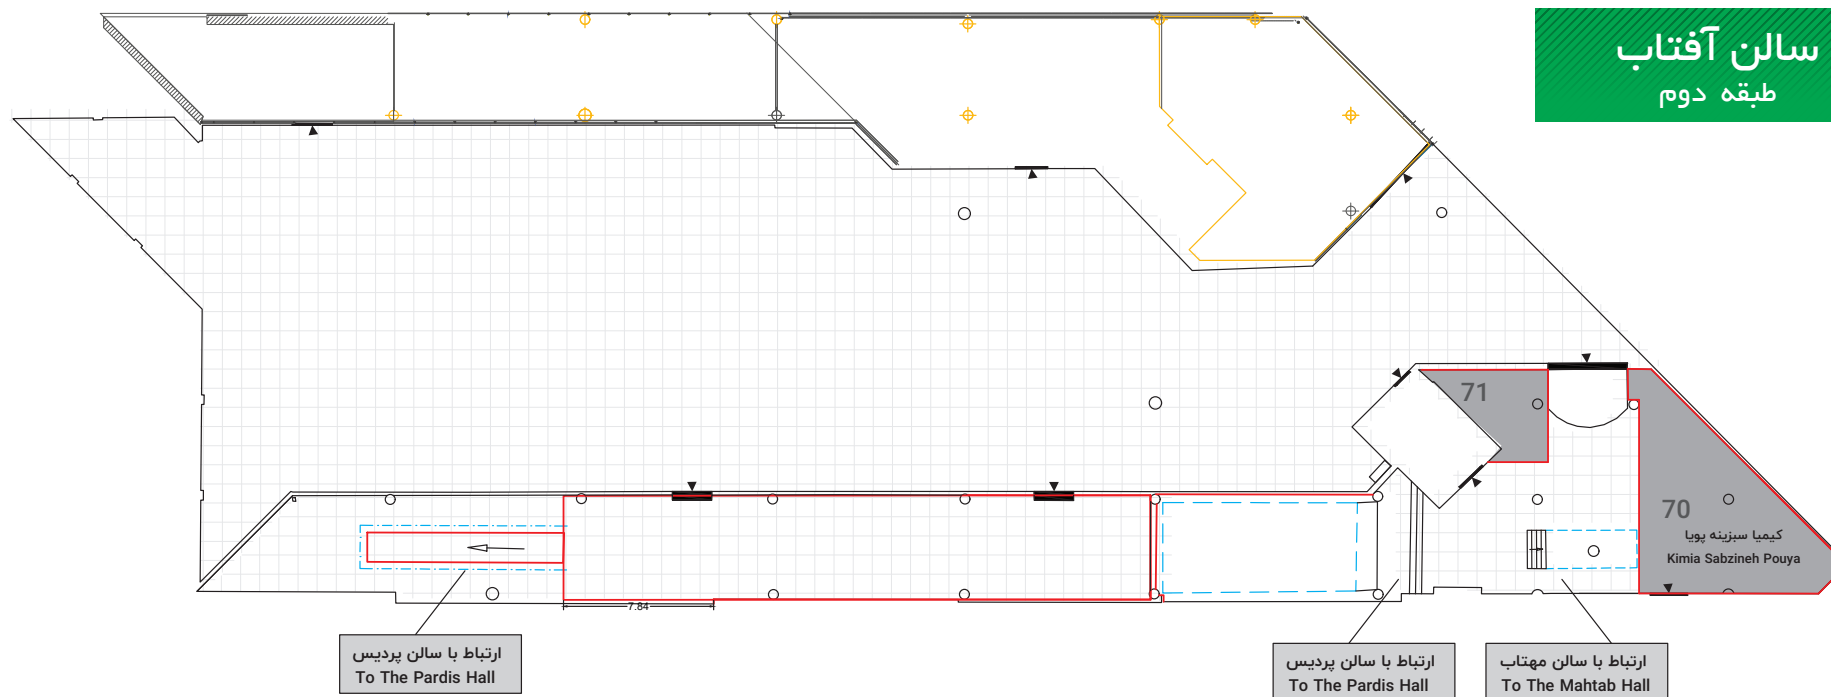 سالن آفتاب
طبقه دوم
71
70
کیمیا سبزینه پویا
Kimia Sabzineh Pouya
7.84
ارتباط با سالن پردیس
To The Pardis Hall
ارتباط با سالن پردیس
To The Pardis Hall
ارتباط با سالن مهتاب
To The Mahtab Hall